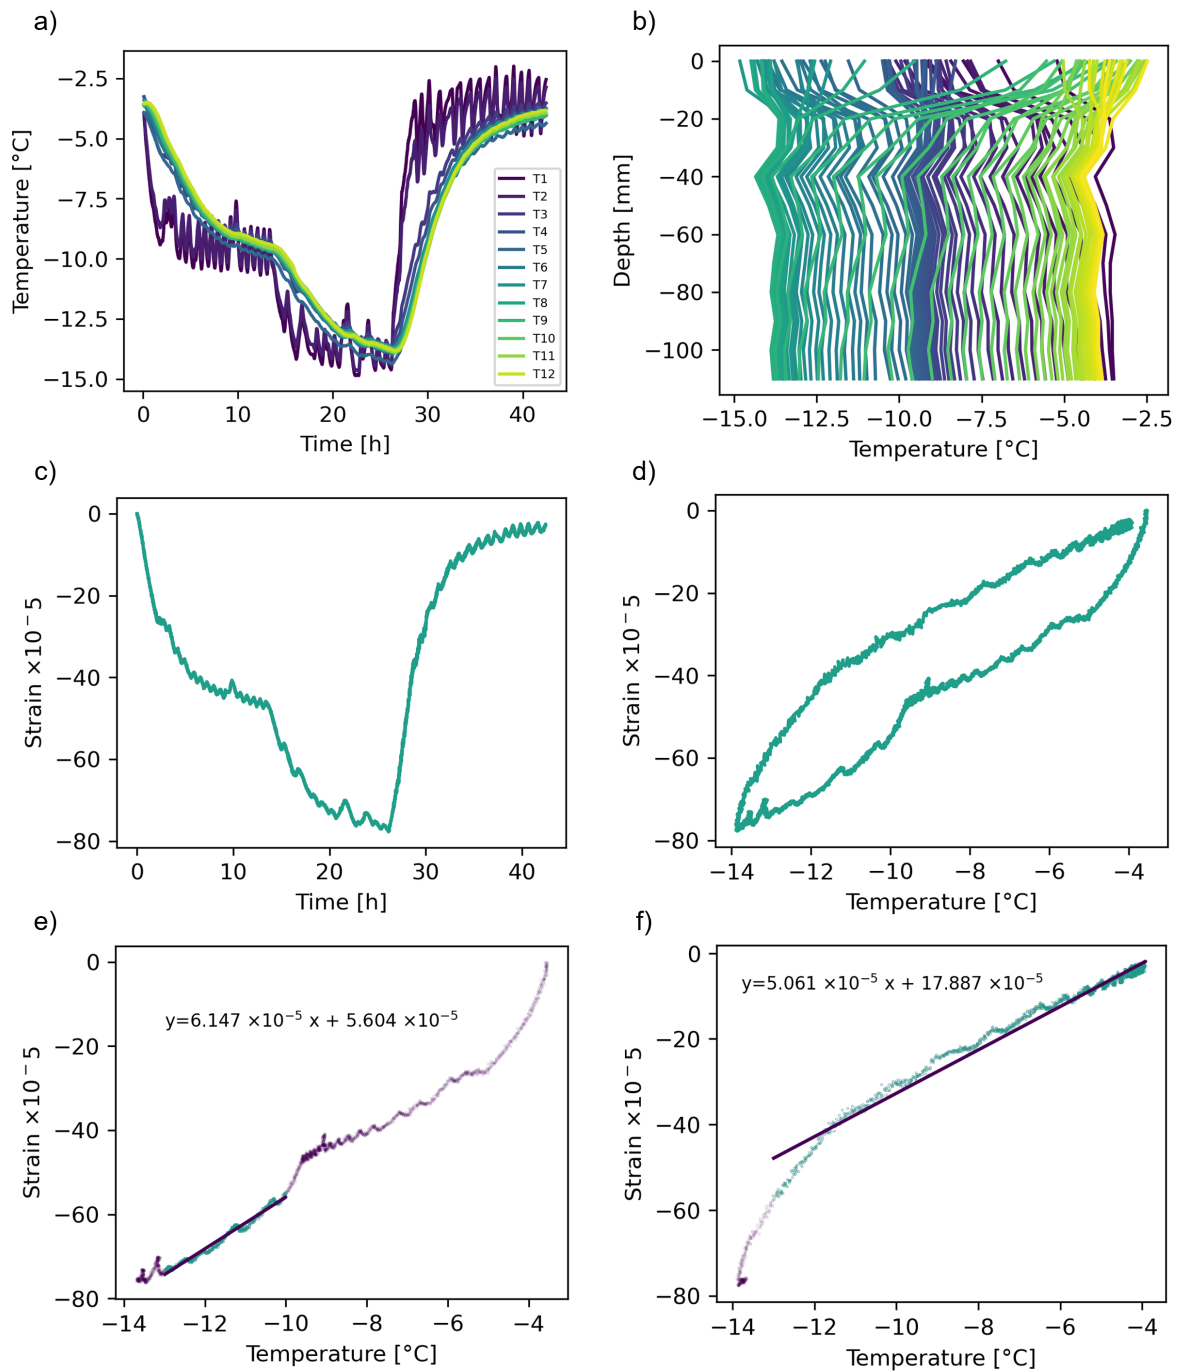 a)
b)
−2.5
−5.0
−7.5
−10.0
−12.5
−15.0
Temperature [°C]
T1
T2
T3
T4
T5
T6
T7
T8
T9
T10
T11
T12
0 10 20 30 40
Time [h]
0
−20
−40
−60
−80
−100
Depth [mm]
−15.0 −12.5 −10.0 −7.5 −5.0 −2.5
Temperature [°C]
c)
d)
0
−20
−40
−60
−80
Strain ×10⁻5
0 10 20 30 40
Time [h]
0
−20
−40
−60
−80
Strain ×10⁻5
−14 −12 −10 −8 −6 −4
Temperature [°C]
e)
f)
0
−20
−40
−60
−80
Strain ×10⁻5
y=6.147 ×10⁻⁵ x + 5.604 ×10⁻⁵
−14 −12 −10 −8 −6 −4
Temperature [°C]
0
−20
−40
−60
−80
Strain ×10⁻5
y=5.061 ×10⁻⁵ x + 17.887 ×10⁻⁵
−14 −12 −10 −8 −6 −4
Temperature [°C]